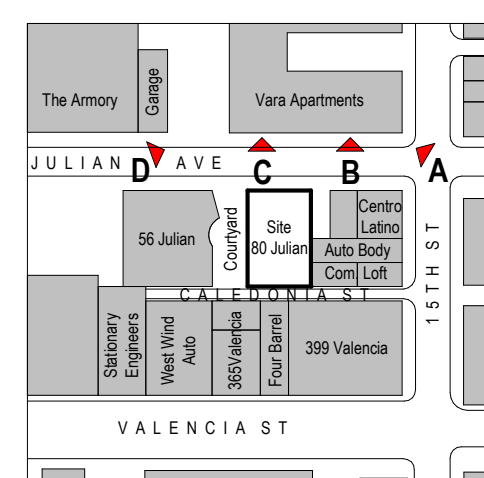 The Armory
Garage
Vara Apartments
JULIAN AVE
D
C
B
A
56 Julian
Courtyard
Site
80 Julian
Centro
Latino
Auto Body
Com. Loft
15TH ST
CALEDONIA ST
Stationary
Engineers
West Wind
Auto
365Valencia
Four Barrel
399 Valencia
VALENCIA ST